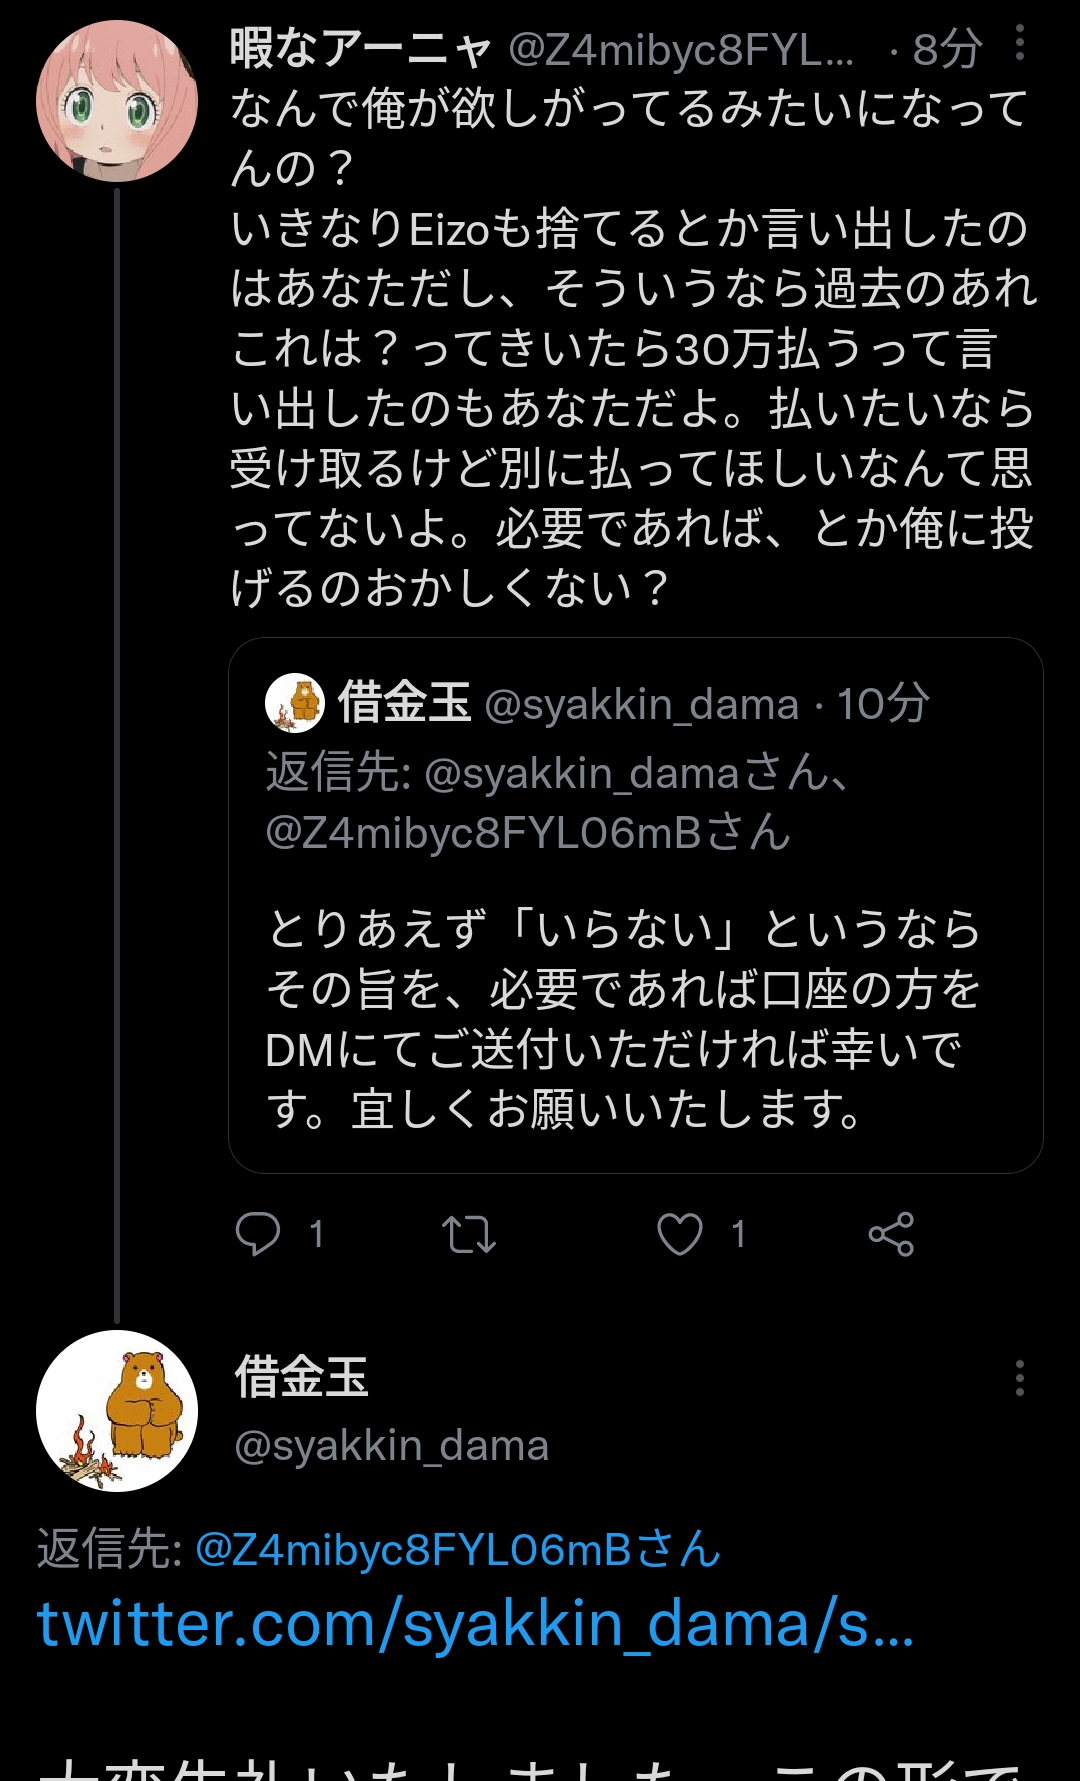 暇なアーニャ @Z4mibyc8FYL... · 8分
なんで俺が欲しがってるみたいになって
んの？
いきなりEizoも捨てるとか言い出したの
はあなただし、そういうなら過去のあれ
これは？ってきいたら30万払うって言
い出したのもあなただよ。払いたいなら
受け取るけど別に払ってほしいなんて思
ってないよ。必要であれば、とか俺に投
げるのおかしくない？
借金玉 @syakkin_dama · 10分
返信先: @syakkin_damaさん、
@Z4mibyc8FYL06mBさん
とりあえず「いらない」というなら
その旨を、必要であれば口座の方を
DMにてご送付いただければ幸いで
す。宜しくお願いいたします。
1 1
借金玉
@syakkin_dama
返信先: @Z4mibyc8FYL06mBさん
twitter.com/syakkin_dama/s...
大変失礼いたしました。この形で